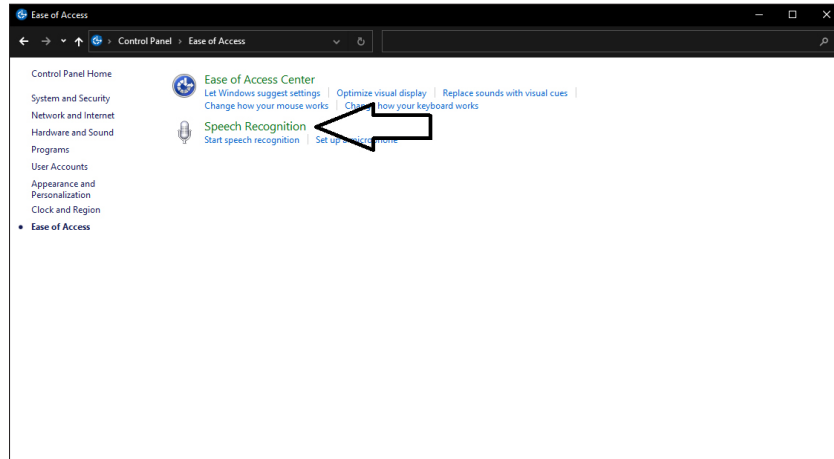 Ease of Access
Control Panel › Ease of Access
Control Panel Home
System and Security
Network and Internet
Hardware and Sound
Programs
User Accounts
Appearance and
Personalization
Clock and Region
Ease of Access
Ease of Access Center
Let Windows suggest settings | Optimize visual display | Replace sounds with visual cues |
Change how your mouse works | Change how your keyboard works
Speech Recognition
Start speech recognition | Set up a microphone